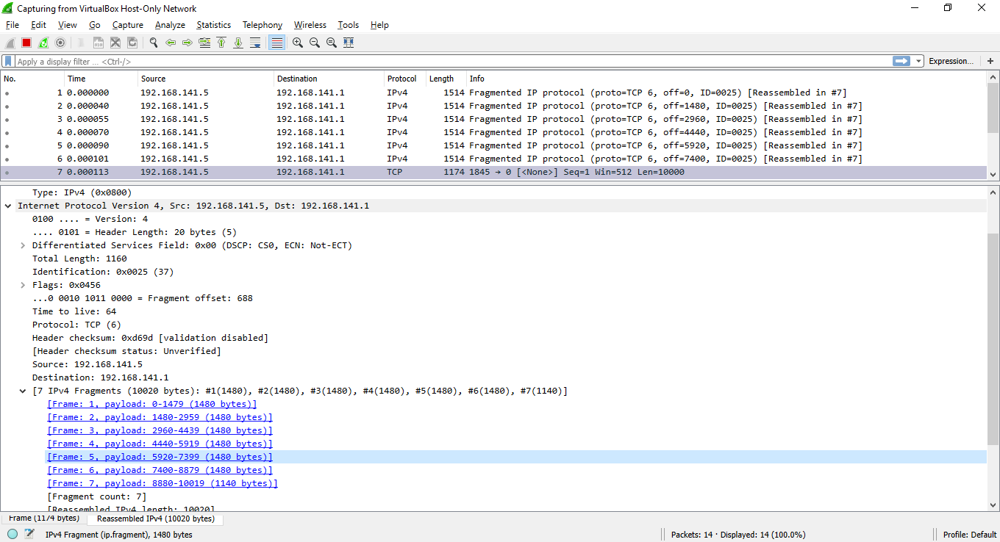 Capturing from VirtualBox Host-Only Network
File Edit View Go Capture Analyze Statistics Telephony Wireless Tools Help
Apply a display filter ... <Ctrl-/> Expression... +
No. Time Source Destination Protocol Length Info
1 0.000000 192.168.141.5 192.168.141.1 IPv4 1514 Fragmented IP protocol (proto=TCP 6, off=0, ID=0025) [Reassembled in #7]
2 0.000040 192.168.141.5 192.168.141.1 IPv4 1514 Fragmented IP protocol (proto=TCP 6, off=1480, ID=0025) [Reassembled in #7]
3 0.000055 192.168.141.5 192.168.141.1 IPv4 1514 Fragmented IP protocol (proto=TCP 6, off=2960, ID=0025) [Reassembled in #7]
4 0.000070 192.168.141.5 192.168.141.1 IPv4 1514 Fragmented IP protocol (proto=TCP 6, off=4440, ID=0025) [Reassembled in #7]
5 0.000090 192.168.141.5 192.168.141.1 IPv4 1514 Fragmented IP protocol (proto=TCP 6, off=5920, ID=0025) [Reassembled in #7]
6 0.000101 192.168.141.5 192.168.141.1 IPv4 1514 Fragmented IP protocol (proto=TCP 6, off=7400, ID=0025) [Reassembled in #7]
7 0.000113 192.168.141.5 192.168.141.1 TCP 1174 1845 → 0 [<None>] Seq=1 Win=512 Len=10000
Type: IPv4 (0x0800)
Internet Protocol Version 4, Src: 192.168.141.5, Dst: 192.168.141.1
0100 .... = Version: 4
.... 0101 = Header Length: 20 bytes (5)
Differentiated Services Field: 0x00 (DSCP: CS0, ECN: Not-ECT)
Total Length: 1160
Identification: 0x0025 (37)
Flags: 0x0456
...0 0010 1011 0000 = Fragment offset: 688
Time to live: 64
Protocol: TCP (6)
Header checksum: 0xd69d [validation disabled]
[Header checksum status: Unverified]
Source: 192.168.141.5
Destination: 192.168.141.1
[7 IPv4 Fragments (10020 bytes): #1(1480), #2(1480), #3(1480), #4(1480), #5(1480), #6(1480), #7(1140)]
[Frame: 1, payload: 0-1479 (1480 bytes)]
[Frame: 2, payload: 1480-2959 (1480 bytes)]
[Frame: 3, payload: 2960-4439 (1480 bytes)]
[Frame: 4, payload: 4440-5919 (1480 bytes)]
[Frame: 5, payload: 5920-7399 (1480 bytes)]
[Frame: 6, payload: 7400-8879 (1480 bytes)]
[Frame: 7, payload: 8880-10019 (1140 bytes)]
[Fragment count: 7]
[Reassembled IPv4 length: 10020]
Frame (1174 bytes) Reassembled IPv4 (10020 bytes)
IPv4 Fragment (ip.fragment), 1480 bytes Packets: 14 · Displayed: 14 (100.0%) Profile: Default